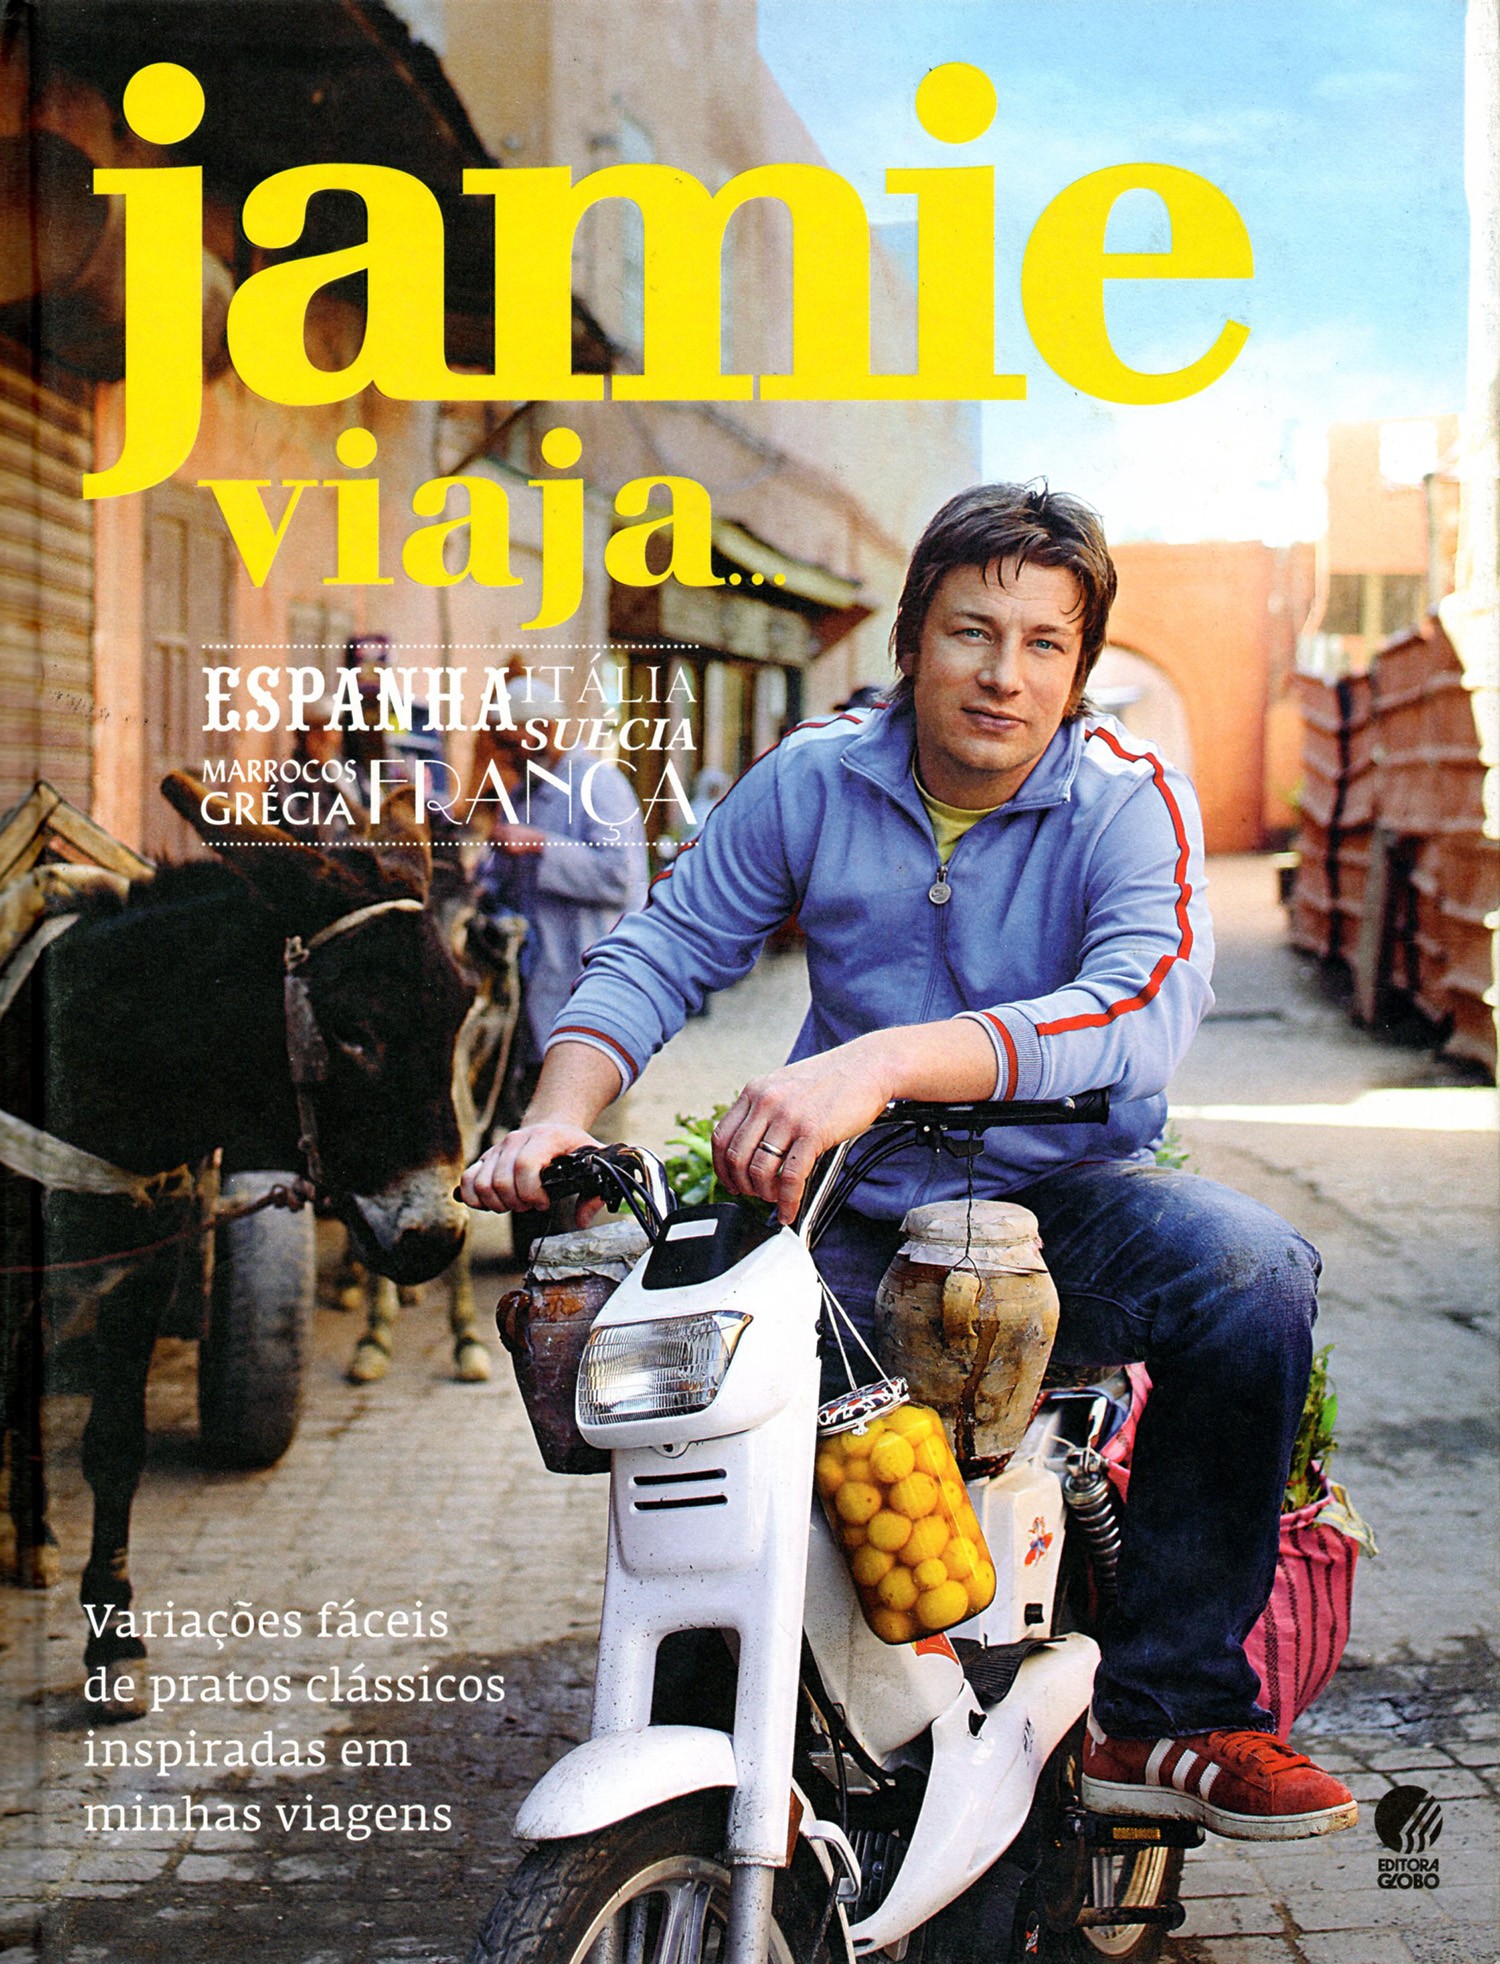 jamie
viaja...
ESPANHA ITÁLIA
SUÉCIA
MARROCOS
GRÉCIA FRANÇA
Variações fáceis
de pratos clássicos
inspiradas em
minhas viagens
EDITORA
GLOBO